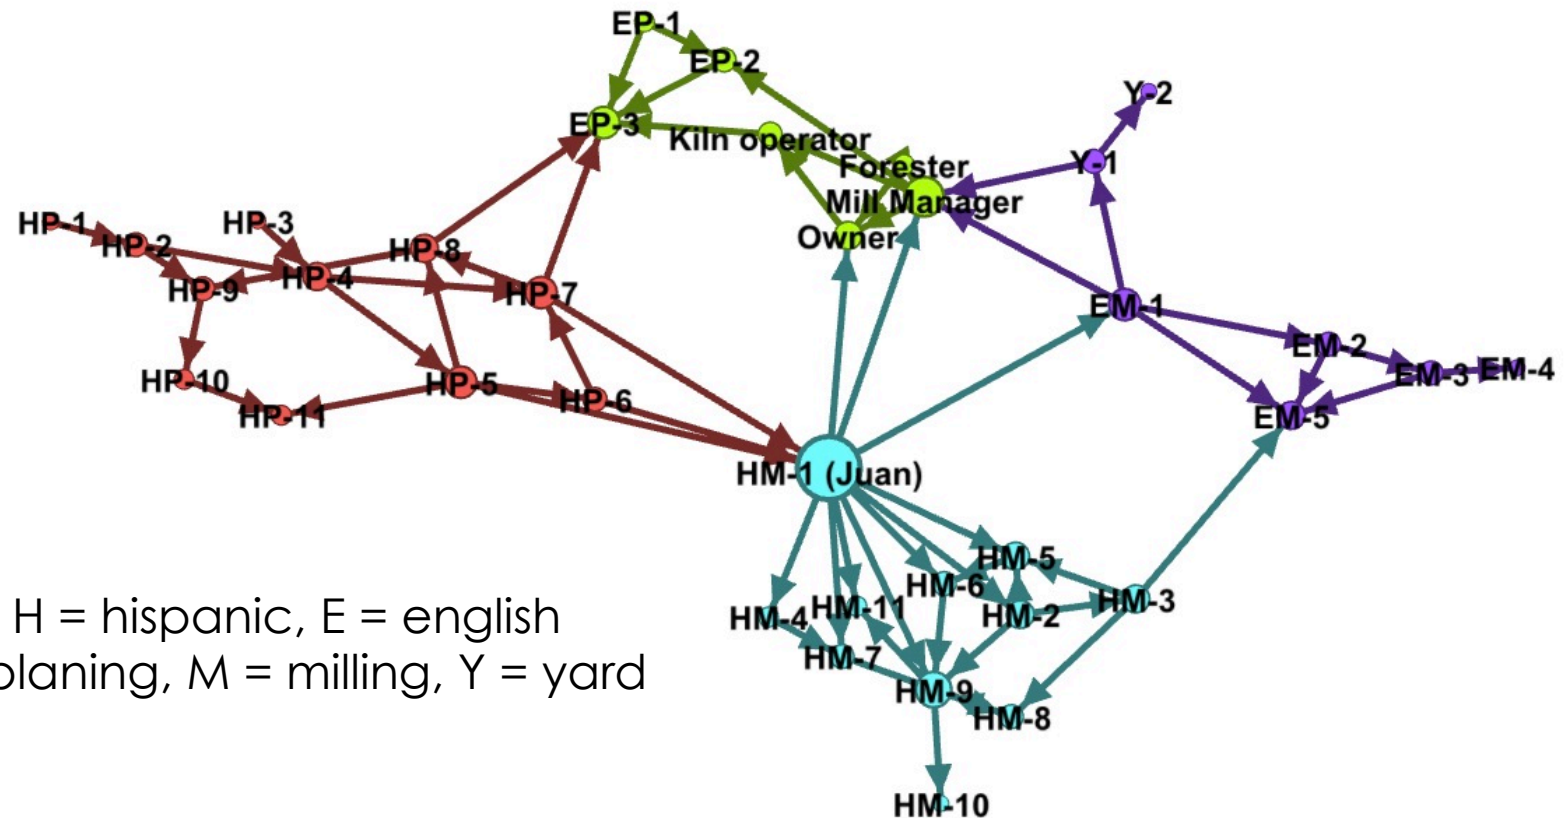 EP-1
EP-2
Y-2
EP-3
Kiln operator
Forester
Y-1
Mill Manager
HP-1
HP-2
HP-3
HP-8
Owner
HP-9
HP-4
HP-7
EM-1
EM-2
EM-3
EM-4
HP-10
HP-5
HP-6
HP-11
EM-5
HM-1 (Juan)
HM-5
HM-6
HM-4
HM-11
HM-2
HM-3
HM-7
HM-9
HM-8
HM-10
H = hispanic, E = english
planing, M = milling, Y = yard